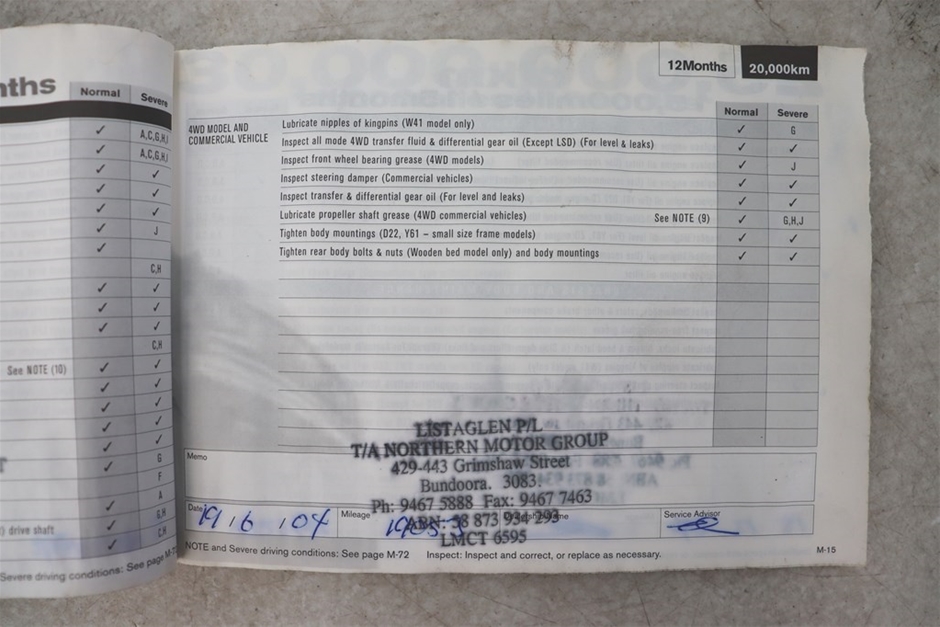 nths
Normal Severe
✓ A,C,G,H,I
✓ A,C,G,H,I
✓ ✓
✓ ✓
✓ ✓
✓ J
✓
C,H
✓ ✓
✓ ✓
✓ ✓
C,H
See NOTE (10) ✓ ✓
✓ ✓
✓ ✓
✓ ✓
✓ ✓
✓ G
F
A
✓ G,H
) drive shaft ✓ C,H
✓
Severe driving conditions: See page M-72
12Months 20,000km
Normal Severe
4WD MODEL AND
COMMERCIAL VEHICLE
Lubricate nipples of kingpins (W41 model only) ✓ G
Inspect all mode 4WD transfer fluid & differential gear oil (Except LSD) (For level & leaks) ✓ ✓
Inspect front wheel bearing grease (4WD models) ✓ J
Inspect steering damper (Commercial vehicles) ✓ ✓
Inspect transfer & differential gear oil (For level and leaks) ✓ ✓
Lubricate propeller shaft grease (4WD commercial vehicles) See NOTE (9) ✓ G,H,J
Tighten body mountings (D22, Y61 – small size frame models) ✓ ✓
Tighten rear body bolts & nuts (Wooden bed model only) and body mountings ✓ ✓
LISTAGLEN P/L
T/A NORTHERN MOTOR GROUP
Memo
429-443 Grimshaw Street
Bundoora. 3083.
Ph: 9467 5888 Fax: 9467 7463
Date 19/6/04 Mileage Service Advisor
ABN: 38 873 934 293
LMCT 6595
NOTE and Severe driving conditions: See page M-72 Inspect: Inspect and correct, or replace as necessary.
M-15